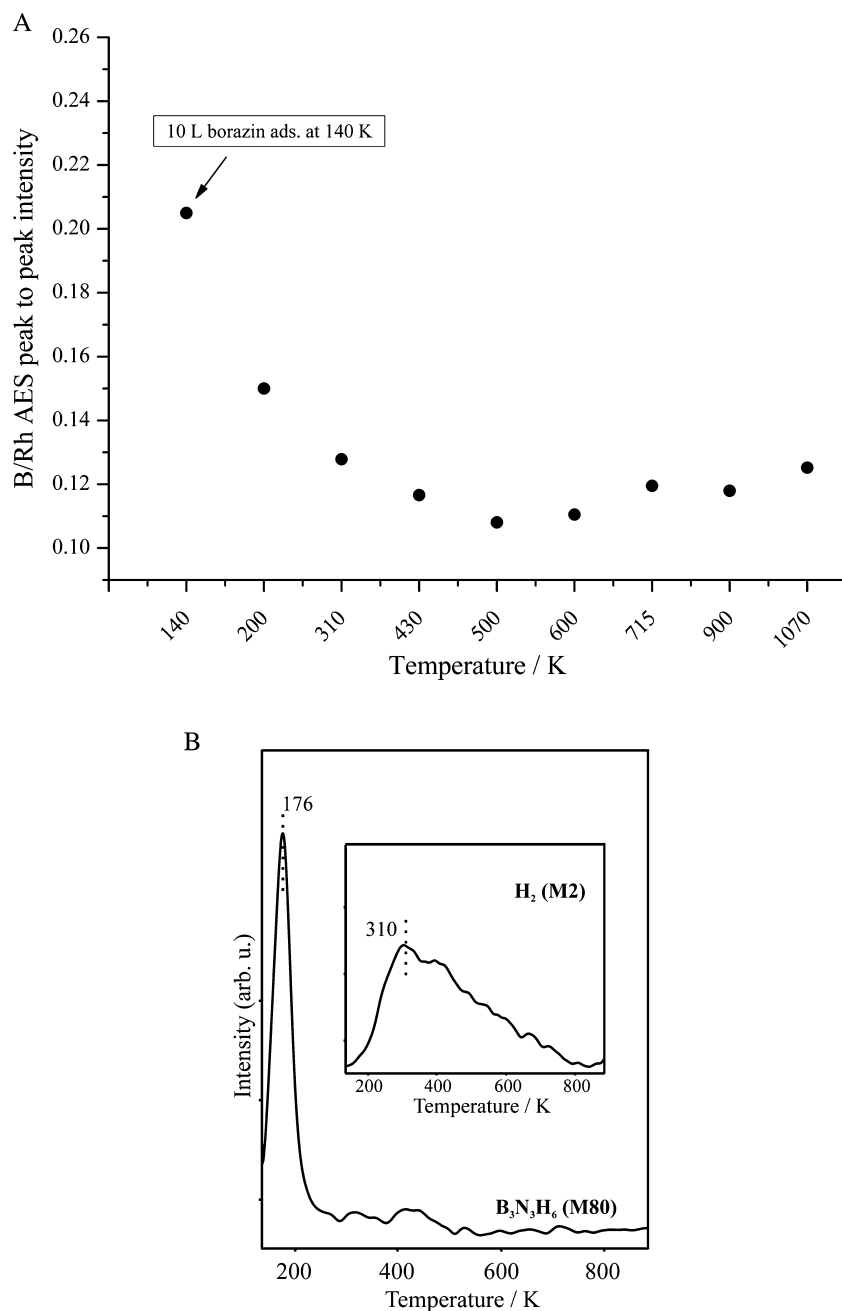 A
0.26
0.24
0.22
0.20
0.18
0.16
0.14
0.12
0.10
B/Rh AES peak to peak intensity
10 L borazin ads. at 140 K
140
200
310
430
500
600
715
900
1070
Temperature / K
B
176
Intensity (arb. u.)
H₂ (M2)
310
200
400
600
800
Temperature / K
B₃N₃H₆ (M80)
200
400
600
800
Temperature / K